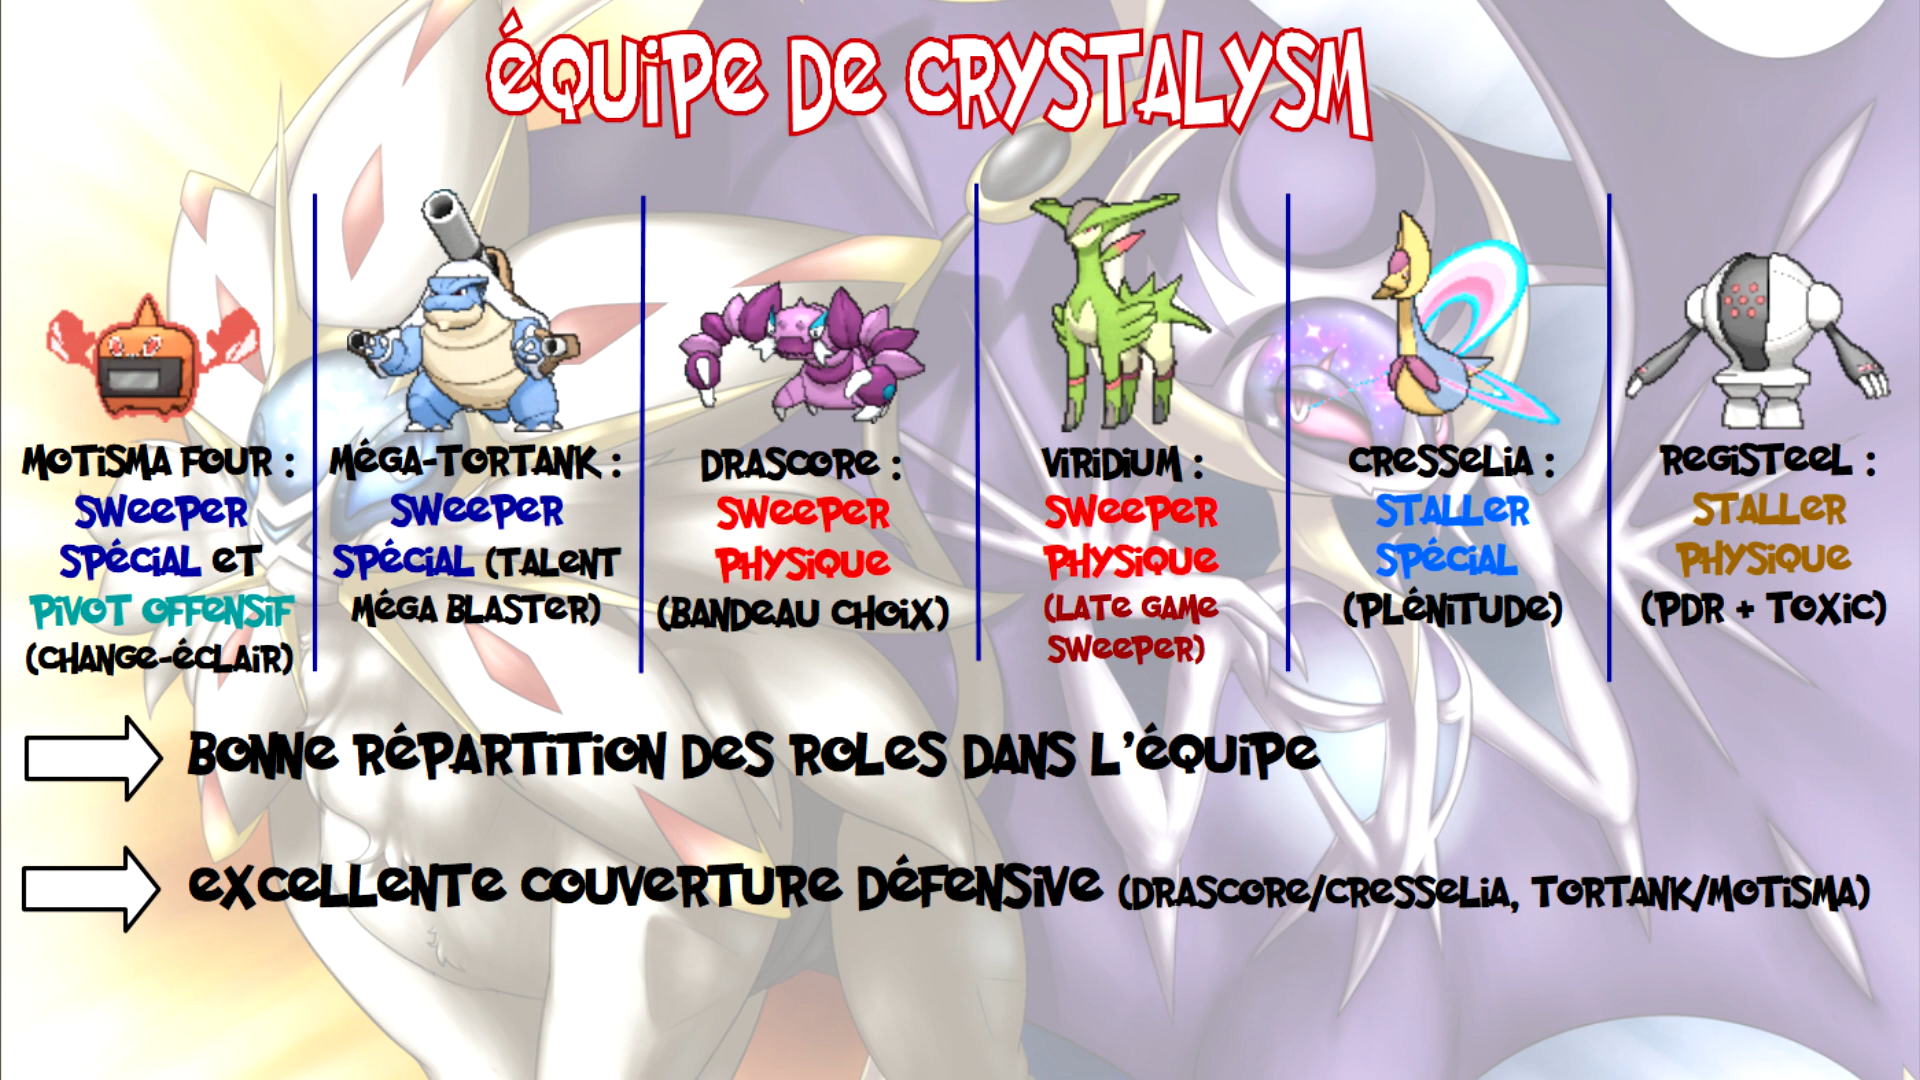 ÉQUIPE DE CRYSTALYSM
MOTISMA FOUR :
SWEEPER
SPÉCIAL ET
PIVOT OFFENSIF
(CHANGE-ÉCLAIR)
MÉGA-TORTANK :
SWEEPER
SPÉCIAL (TALENT
MÉGA BLASTER)
DRASCORE :
SWEEPER
PHYSIQUE
(BANDEAU CHOIX)
VIRIDIUM :
SWEEPER
PHYSIQUE
(LATE GAME
SWEEPER)
CRESSELIA :
STALLER
SPÉCIAL
(PLÉNITUDE)
REGISTEEL :
STALLER
PHYSIQUE
(PDR + TOXIC)
BONNE RÉPARTITION DES ROLES DANS L'ÉQUIPE
EXCELLENTE COUVERTURE DÉFENSIVE (DRASCORE/CRESSELIA, TORTANK/MOTISMA)